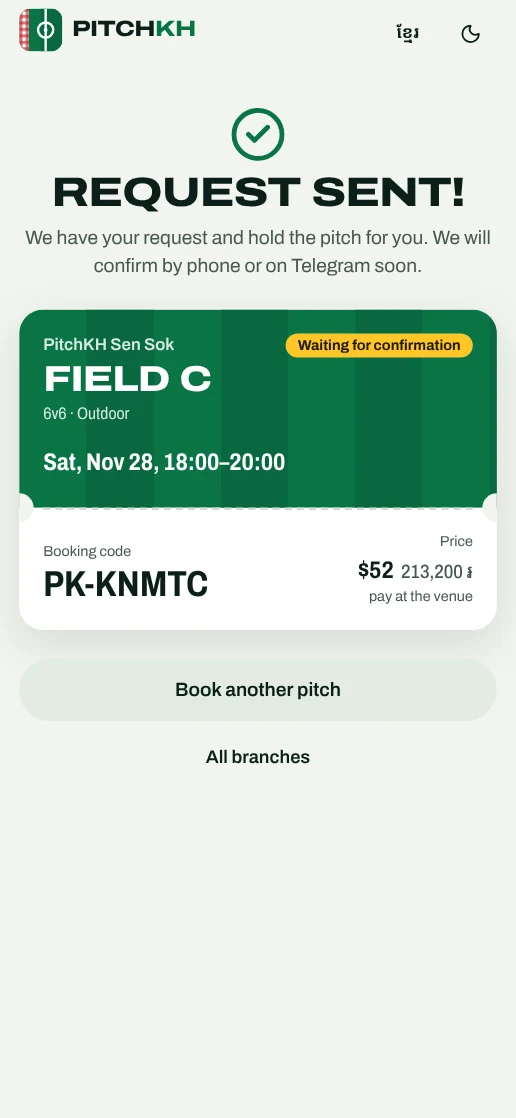 PITCHKH
ខ្មែរ
REQUEST SENT!
We have your request and hold the pitch for you. We will
confirm by phone or on Telegram soon.
PitchKH Sen Sok
Waiting for confirmation
FIELD C
6v6 · Outdoor
Sat, Nov 28, 18:00–20:00
Booking code
PK-KNMTC
Price
$52 213,200 ៛
pay at the venue
Book another pitch
All branches